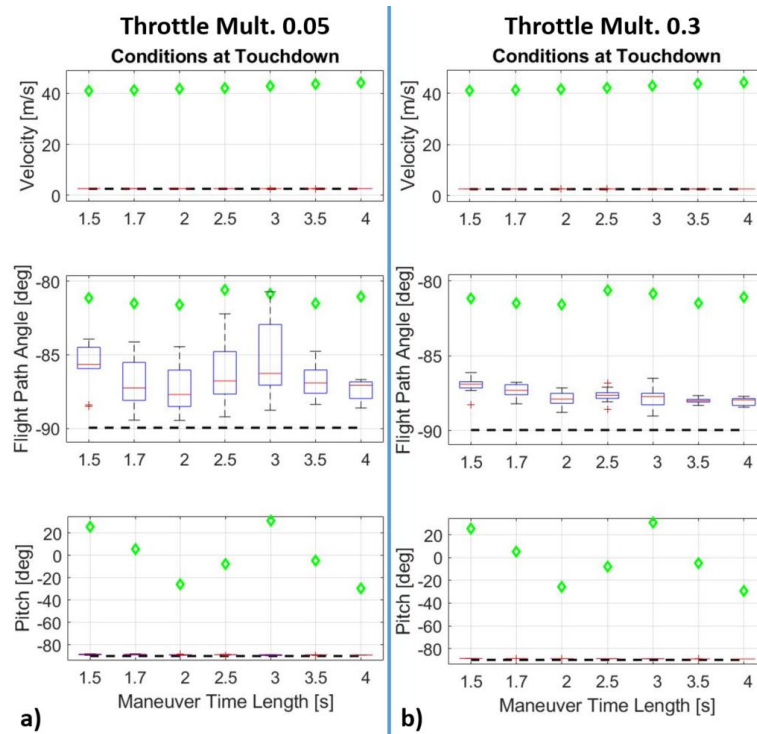 Throttle Mult. 0.05
Conditions at Touchdown
Velocity [m/s]
40
20
0
1.5 1.7 2 2.5 3 3.5 4
Flight Path Angle [deg]
-80
-85
-90
1.5 1.7 2 2.5 3 3.5 4
Pitch [deg]
20
0
-20
-40
-60
-80
1.5 1.7 2 2.5 3 3.5 4
Maneuver Time Length [s]
a)
Throttle Mult. 0.3
Conditions at Touchdown
Velocity [m/s]
40
20
0
1.5 1.7 2 2.5 3 3.5 4
Flight Path Angle [deg]
-80
-85
-90
1.5 1.7 2 2.5 3 3.5 4
Pitch [deg]
20
0
-20
-40
-60
-80
1.5 1.7 2 2.5 3 3.5 4
Maneuver Time Length [s]
b)